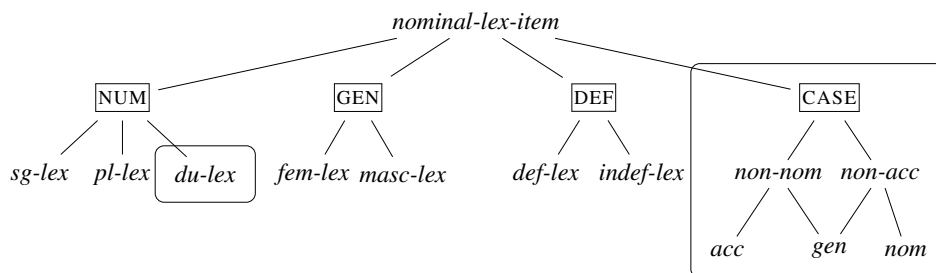 nominal-lex-item
NUM GEN DEF CASE
sg-lex pl-lex du-lex fem-lex masc-lex def-lex indef-lex non-nom non-acc
acc gen nom